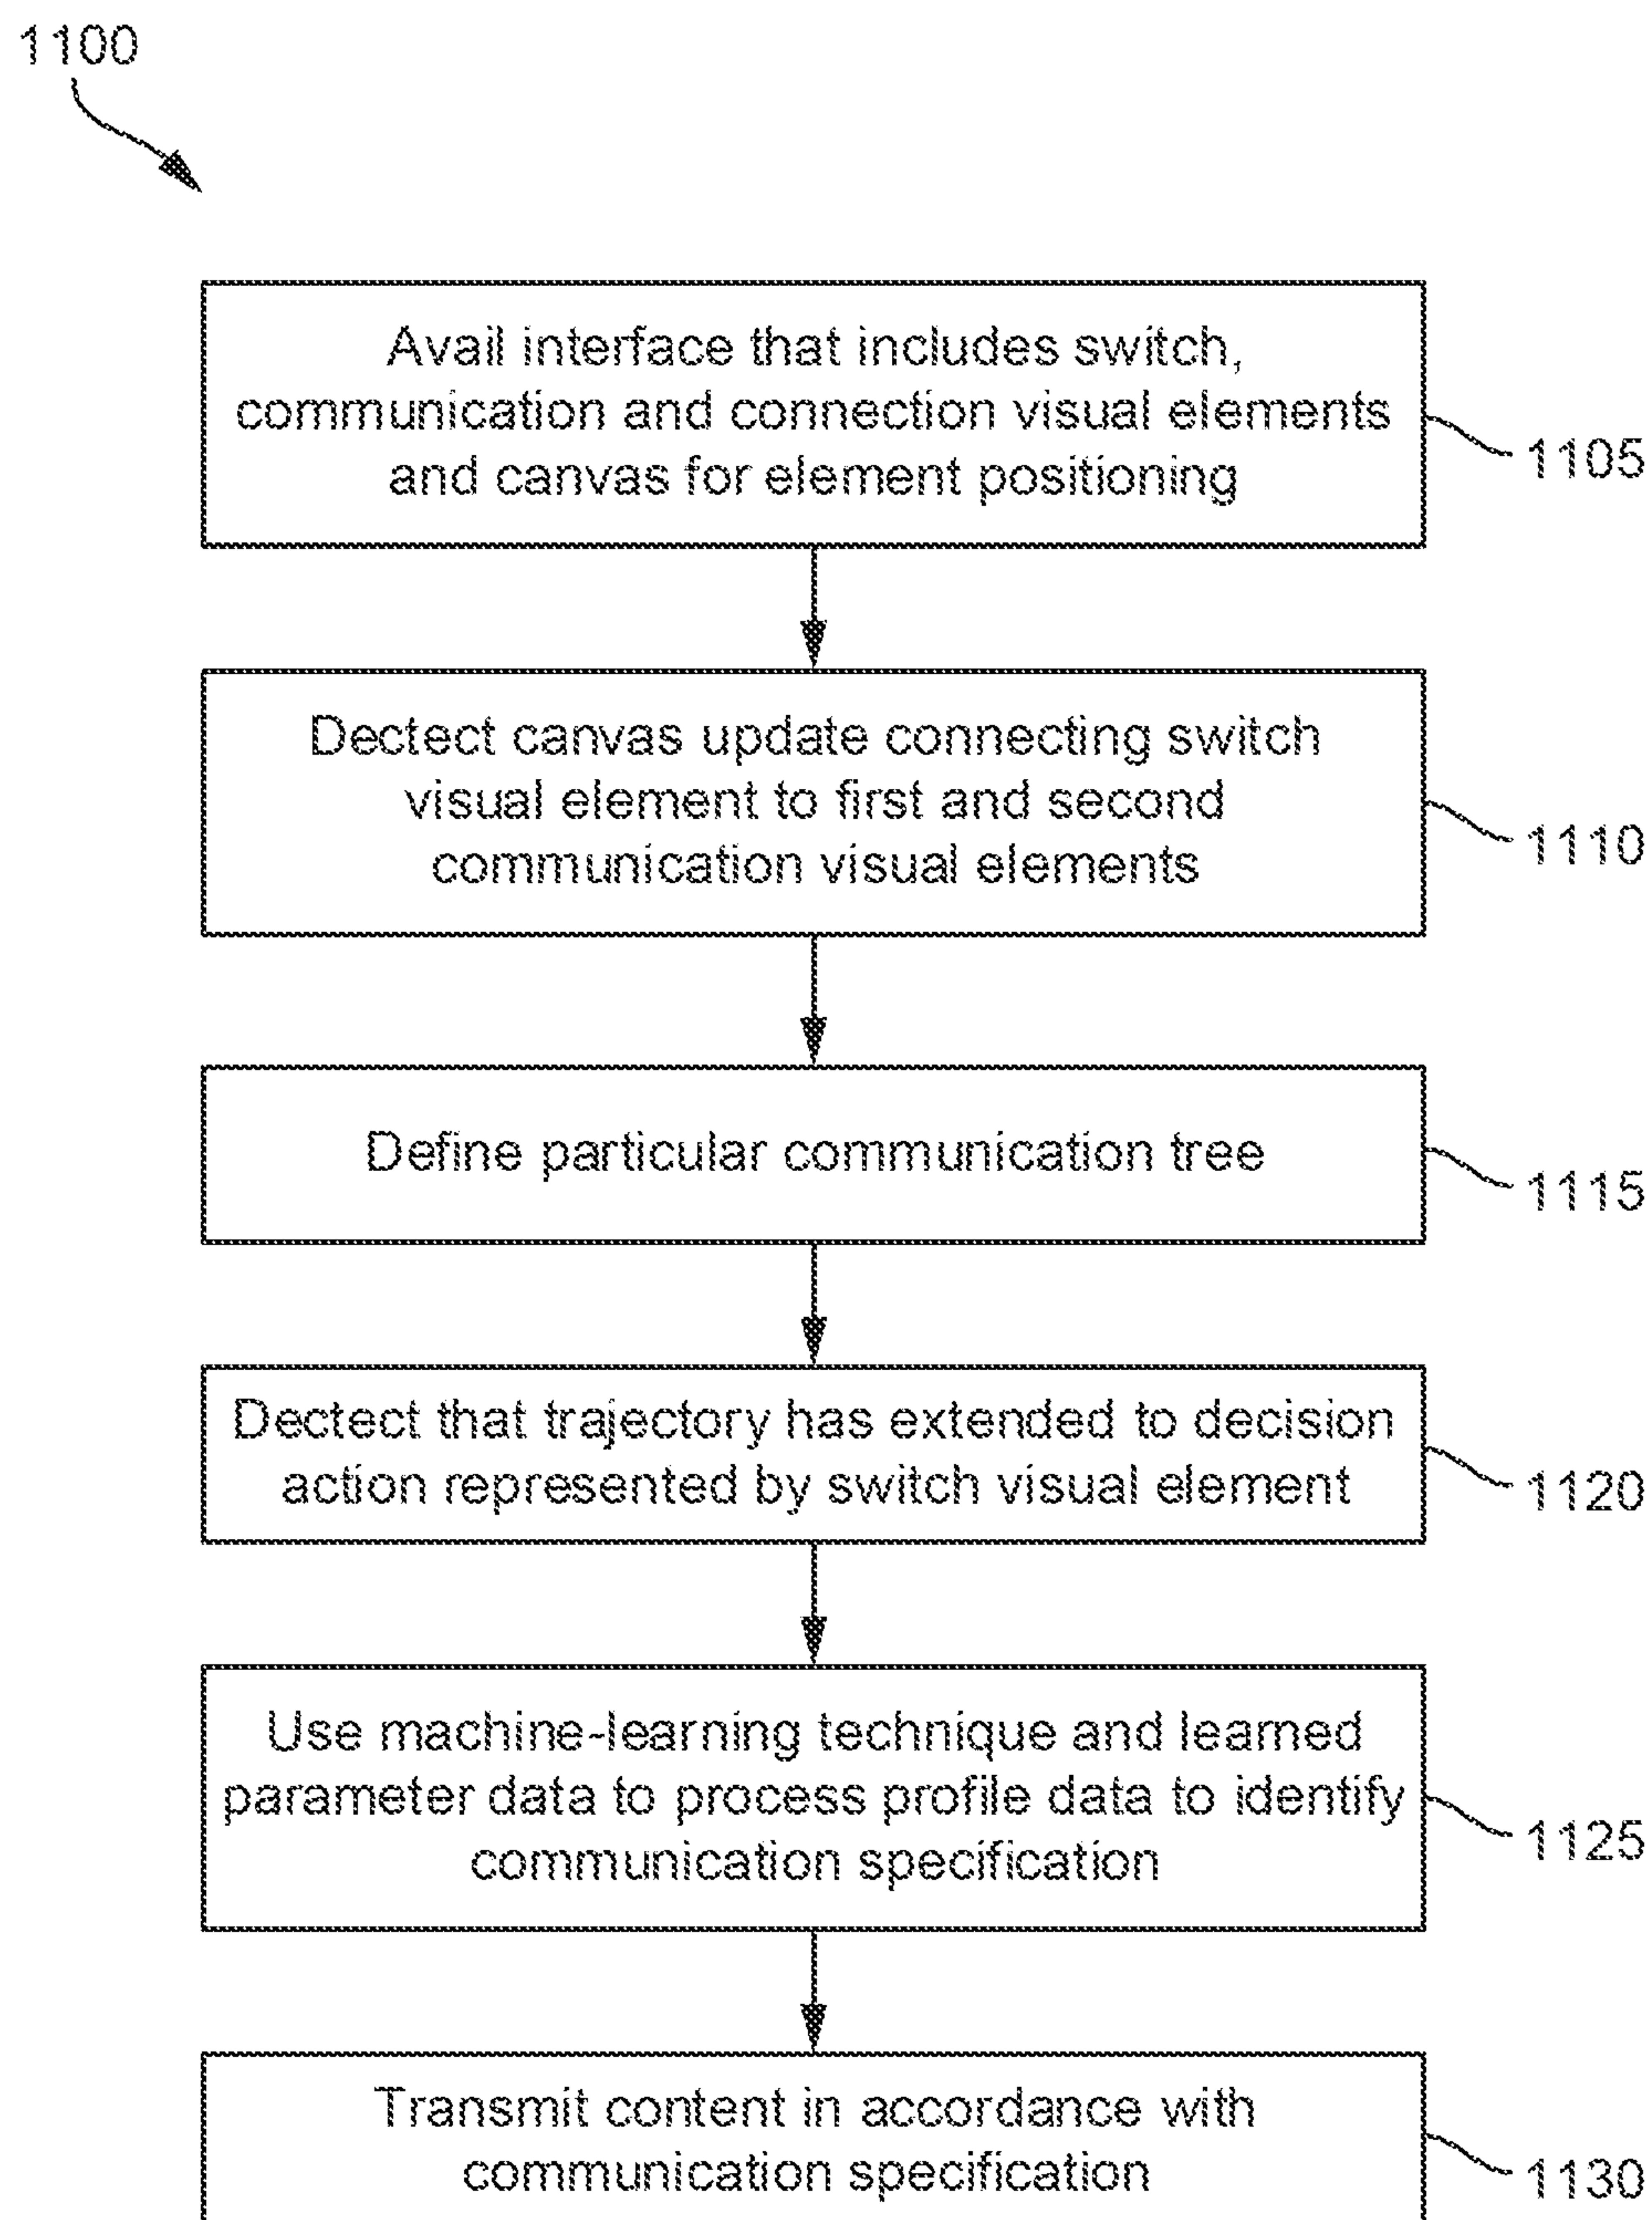 1100
Avail interface that includes switch,
communication and connection visual elements
and canvas for element positioning
1105
Dectect canvas update connecting switch
visual element to first and second
communication visual elements
1110
Define particular communication tree
1115
Dectect that trajectory has extended to decision
action represented by switch visual element
1120
Use machine-learning technique and learned
parameter data to process profile data to identify
communication specification
1125
Transmit content in accordance with
communication specification
1130